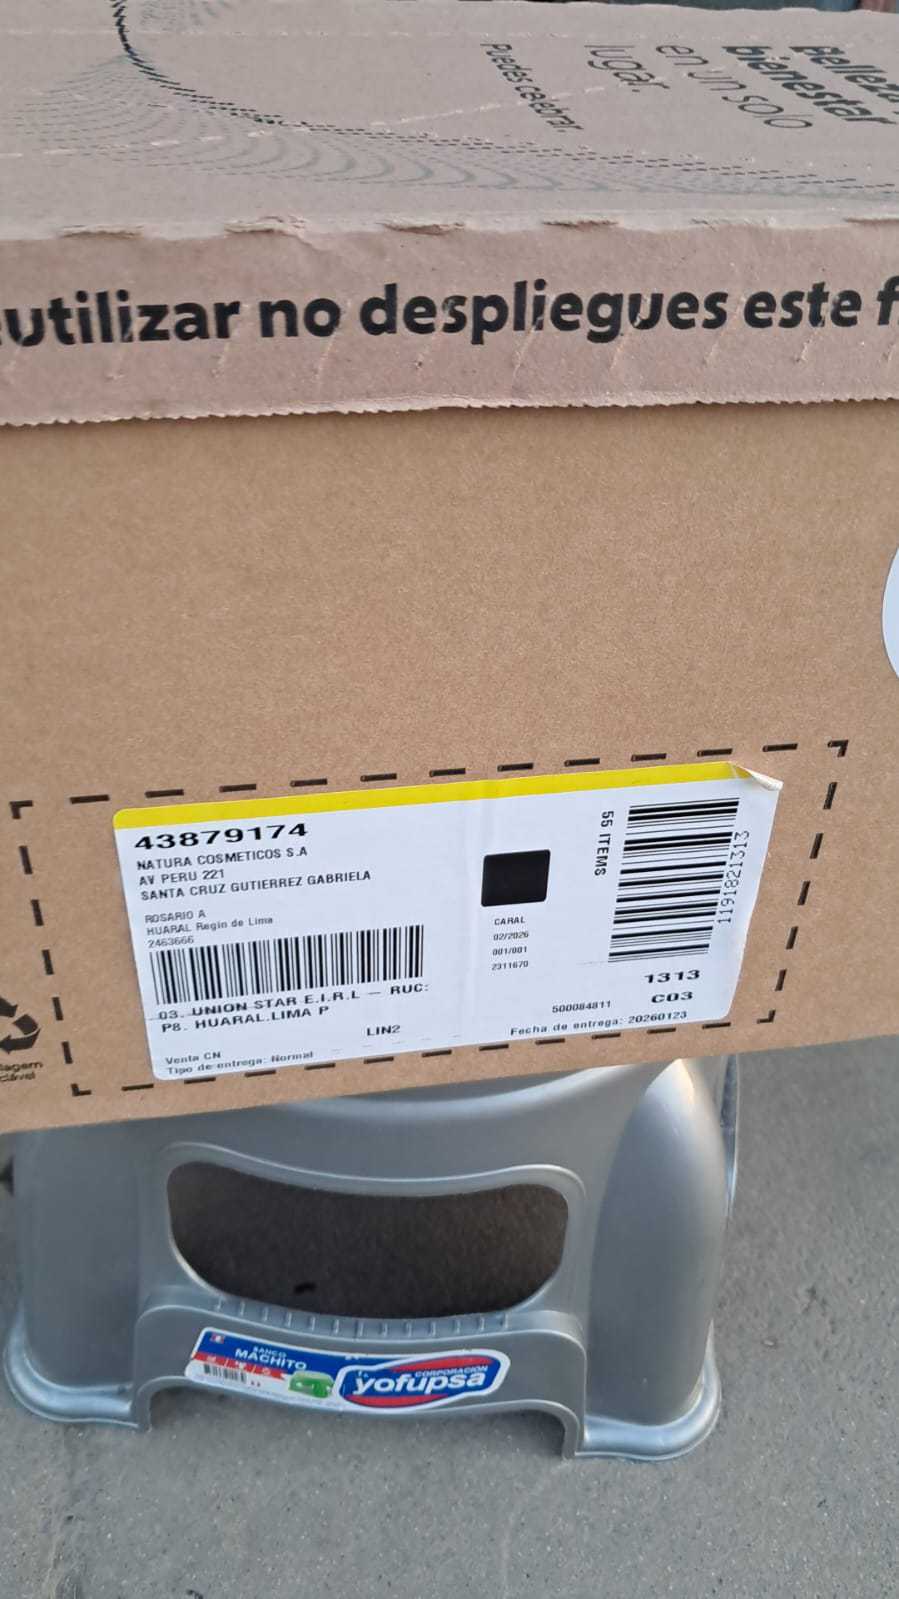 Belleza
bienestar
en un solo
lugar.
Puedes celebrar.
eutilizar no despliegues este f
43879174
NATURA COSMETICOS S.A
AV PERU 221
SANTA CRUZ GUTIERREZ GABRIELA
ROSARIO A
HUARAL Regin de Lima
2463666
03. UNION STAR E.I.R.L — RUC:
P8. HUARAL.LIMA P
LIN2
Venta CN
Tipo de entrega: Normal
CARAL
02/2026
001/001
2311670
55 ITEMS
1191821313
1313
500084811
C03
Fecha de entrega: 20260123
BANCO
MACHITO
CORPORACION
yofupsa